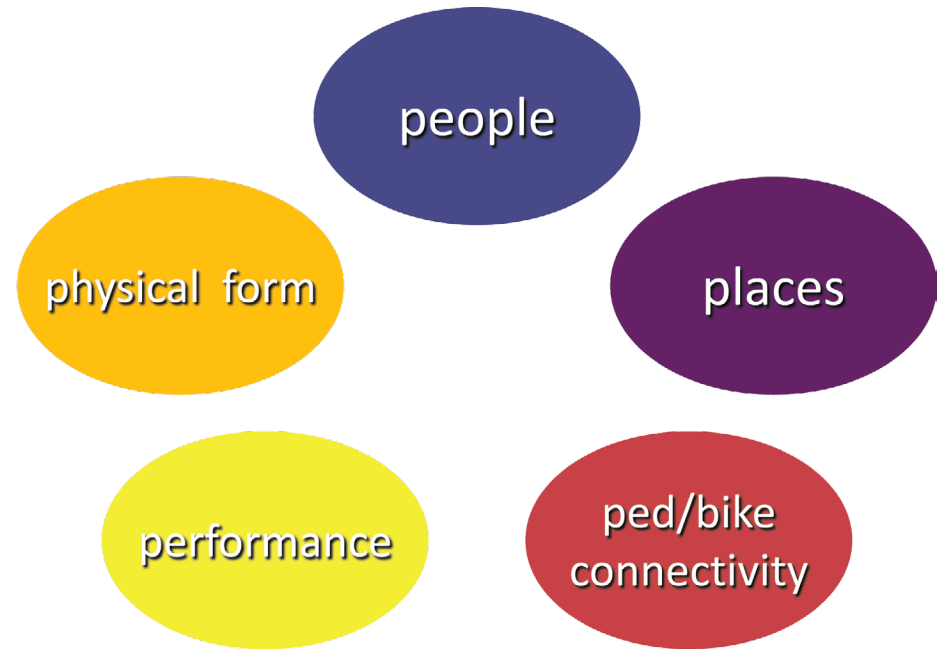 people
physical form
places
performance
ped/bike
connectivity